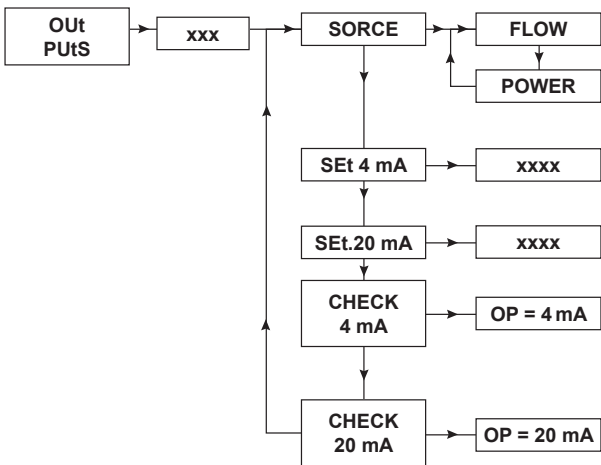 OUt
PUtS
xxx
SORCE
FLOW
POWER
SEt 4 mA
xxxx
SEt.20 mA
xxxx
CHECK
4 mA
OP = 4 mA
CHECK
20 mA
OP = 20 mA